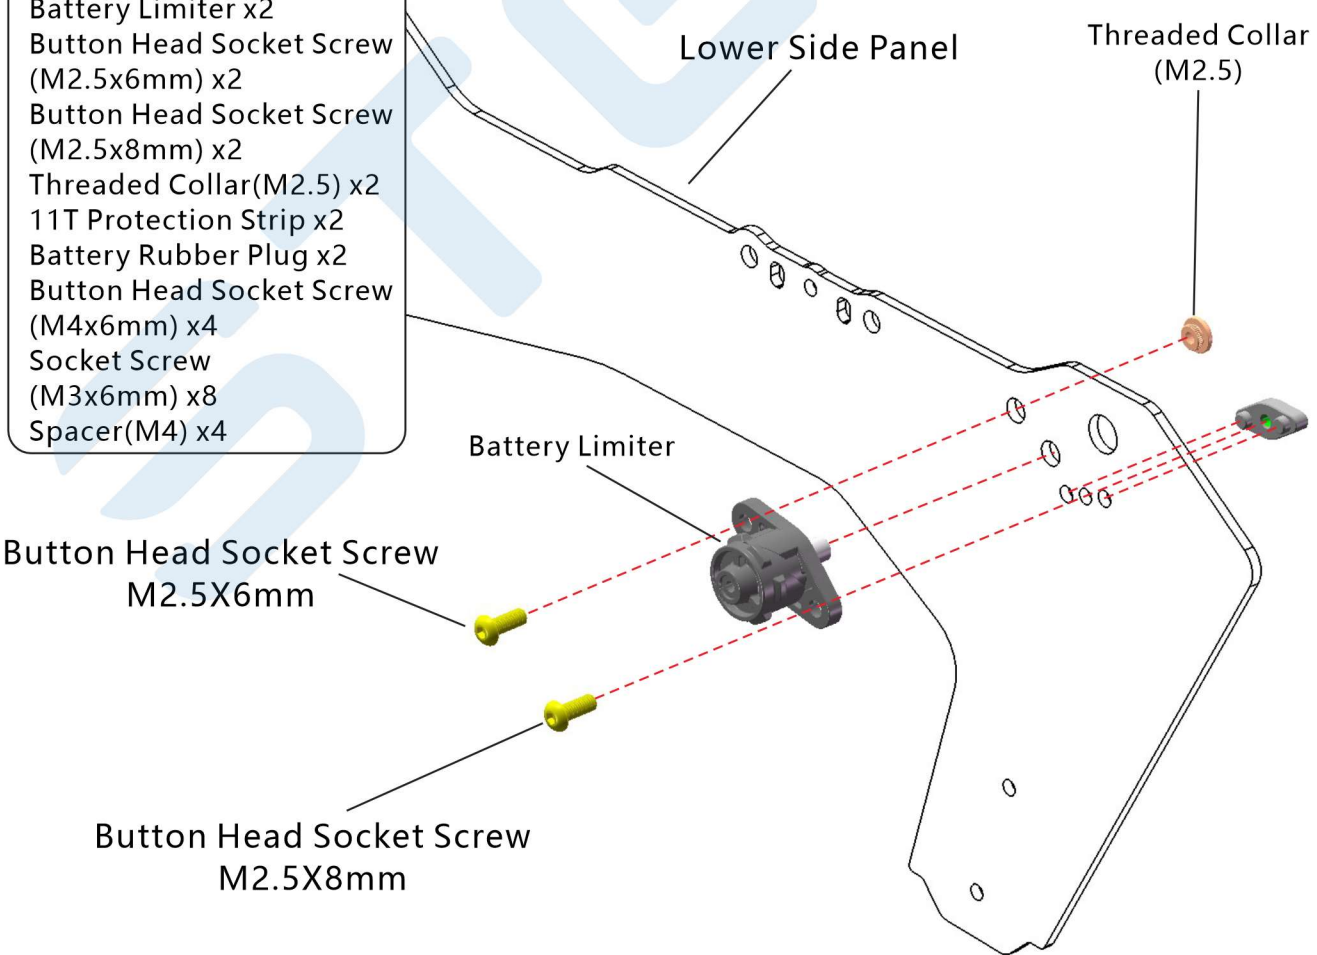 Battery Limiter x2
Button Head Socket Screw
(M2.5x6mm) x2
Button Head Socket Screw
(M2.5x8mm) x2
Threaded Collar(M2.5) x2
11T Protection Strip x2
Battery Rubber Plug x2
Button Head Socket Screw
(M4x6mm) x4
Socket Screw
(M3x6mm) x8
Spacer(M4) x4
Lower Side Panel
Threaded Collar
(M2.5)
Battery Limiter
Button Head Socket Screw
M2.5X6mm
Button Head Socket Screw
M2.5X8mm